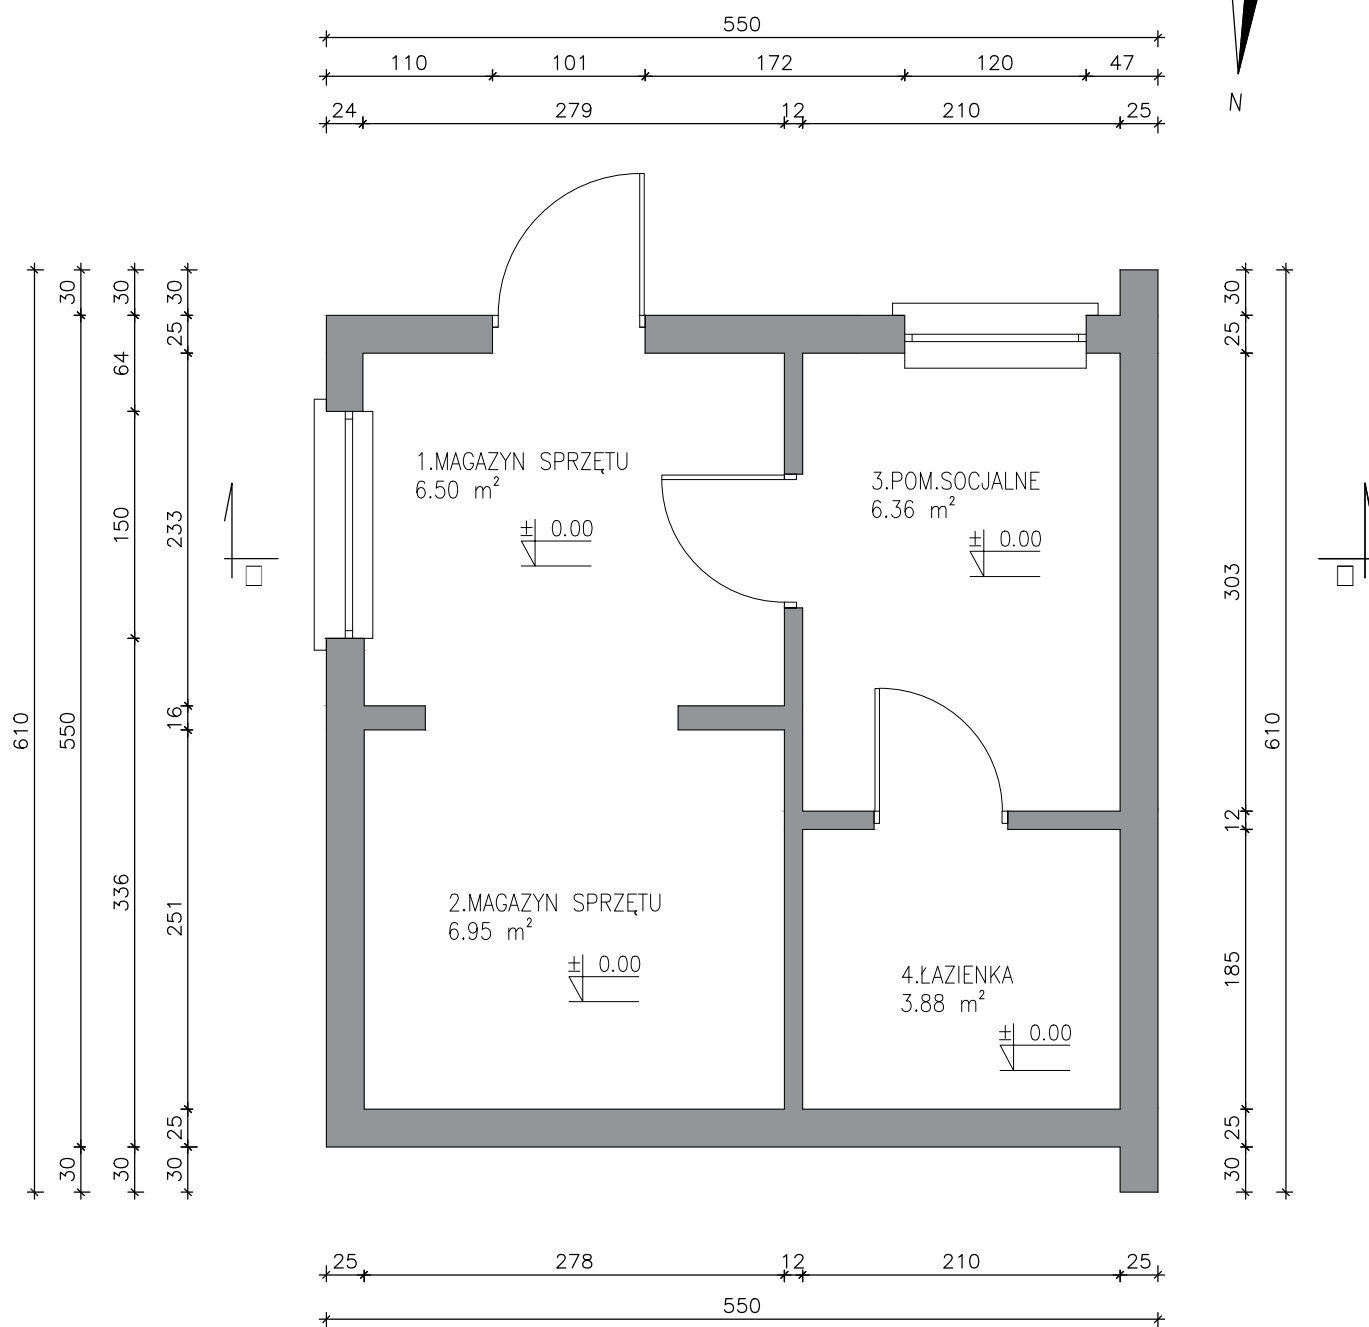 550
110 101 172 120 47
N
24 279 12 210 25
30 30 30 30
25 25
64
1.MAGAZYN SPRZĘTU
6.50 m²
± 0.00
3.POM.SOCJALNE
6.36 m²
± 0.00
150 233
303
610 550 16 610
12
336 251
2.MAGAZYN SPRZĘTU
6.95 m²
± 0.00
4.ŁAZIENKA
3.88 m²
± 0.00
185
25 25
30 30 30 30
25 278 12 210 25
550